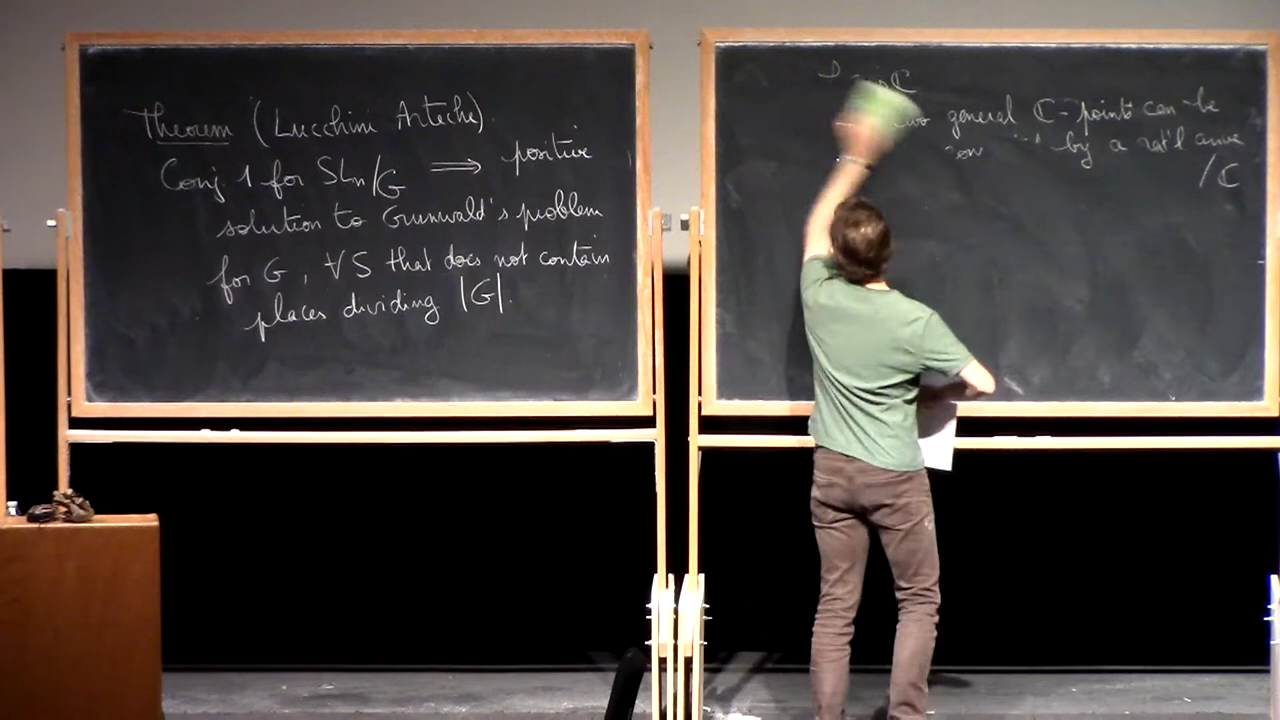 Theorem (Lucchini Arteche).
Conj. 1 for SLn/G ⟹ positive
solution to Grunwald's problem
for G, ∀S that does not contain
places dividing |G|.
C
two general C-points can be
by a rat'l curve
/C